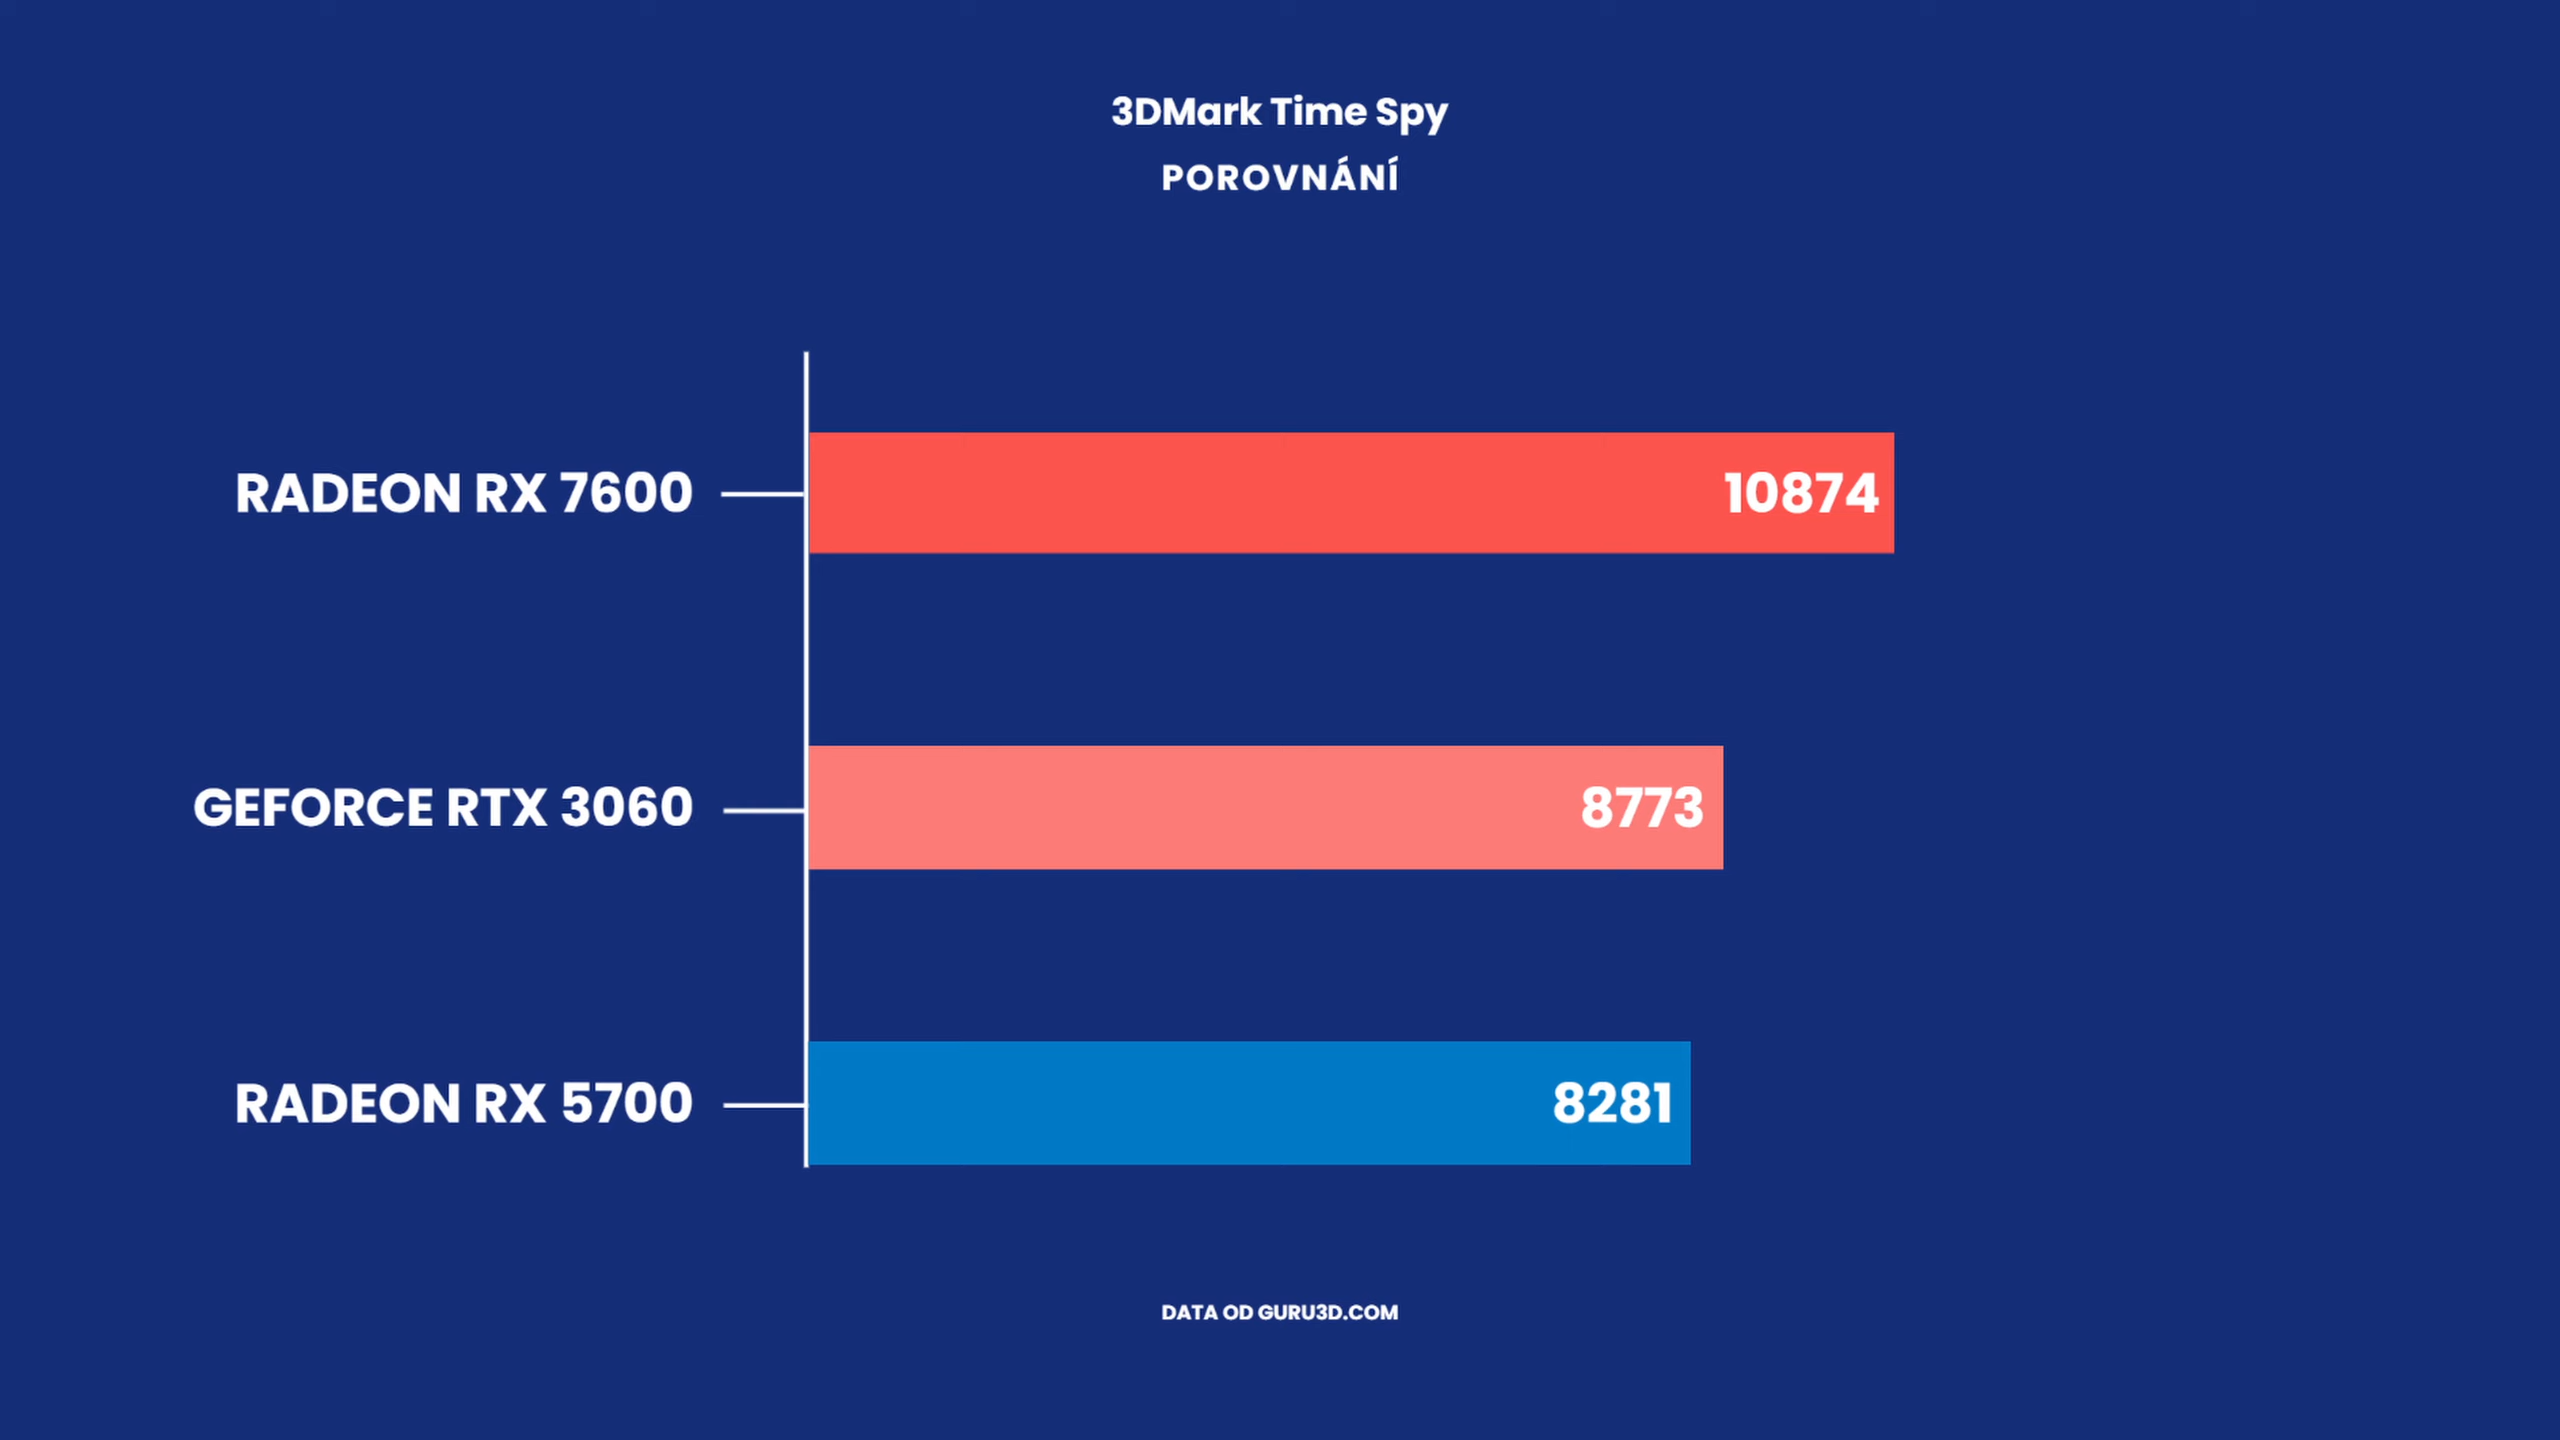 3DMark Time Spy
POROVNÁNÍ
RADEON RX 7600 10874
GEFORCE RTX 3060 8773
RADEON RX 5700 8281
DATA OD GURU3D.COM